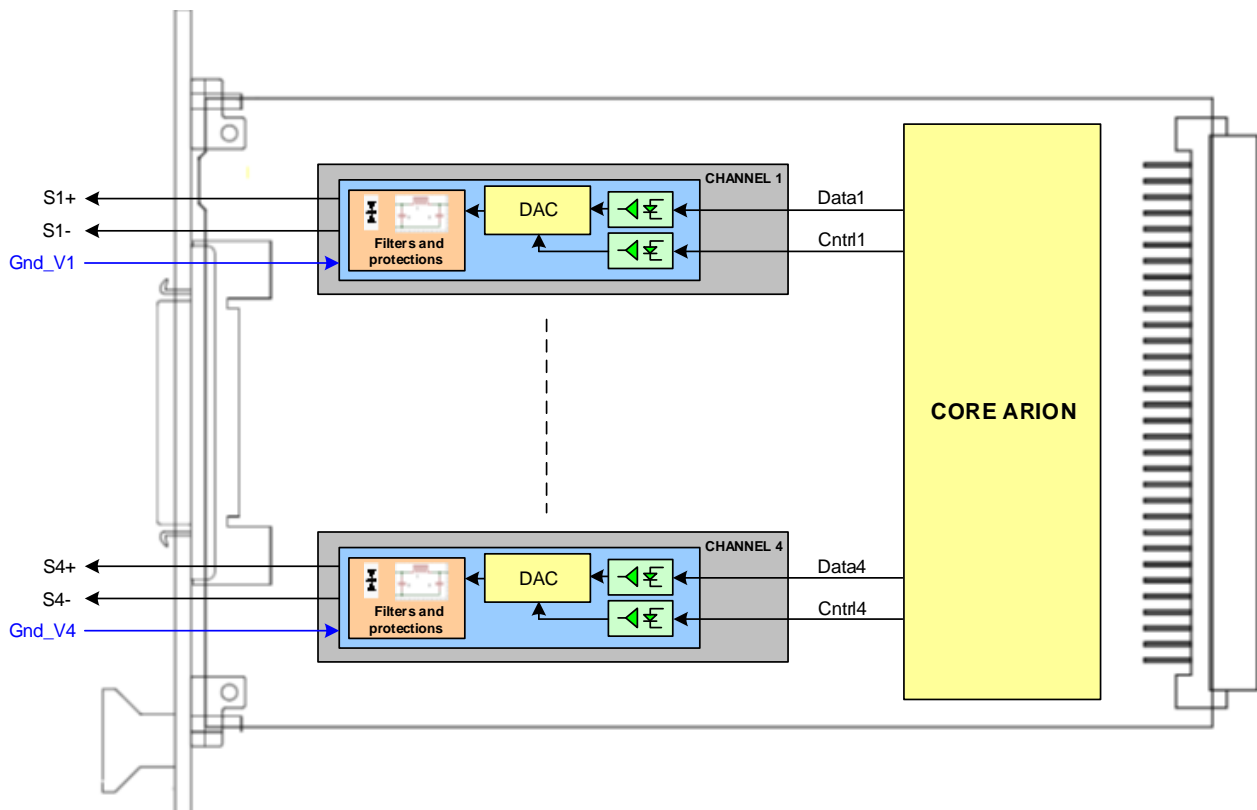 CHANNEL 1
S1+
S1-
Gnd_V1
Filters and
protections
DAC
Data1
Cntrl1
CORE ARION
CHANNEL 4
S4+
S4-
Gnd_V4
Filters and
protections
DAC
Data4
Cntrl4